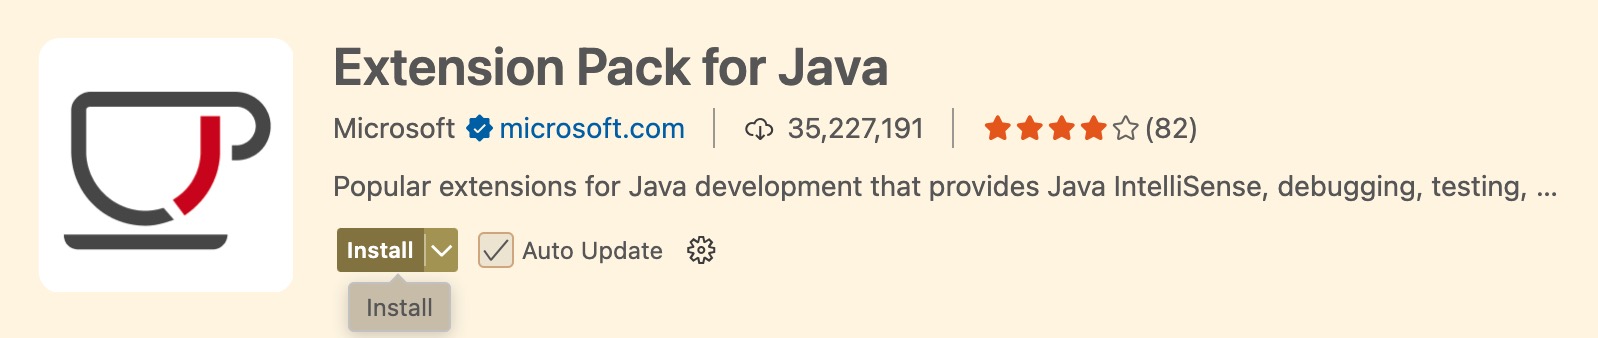 Extension Pack for Java
Microsoft microsoft.com 35,227,191 (82)
Popular extensions for Java development that provides Java IntelliSense, debugging, testing, ...
Install Auto Update
Install